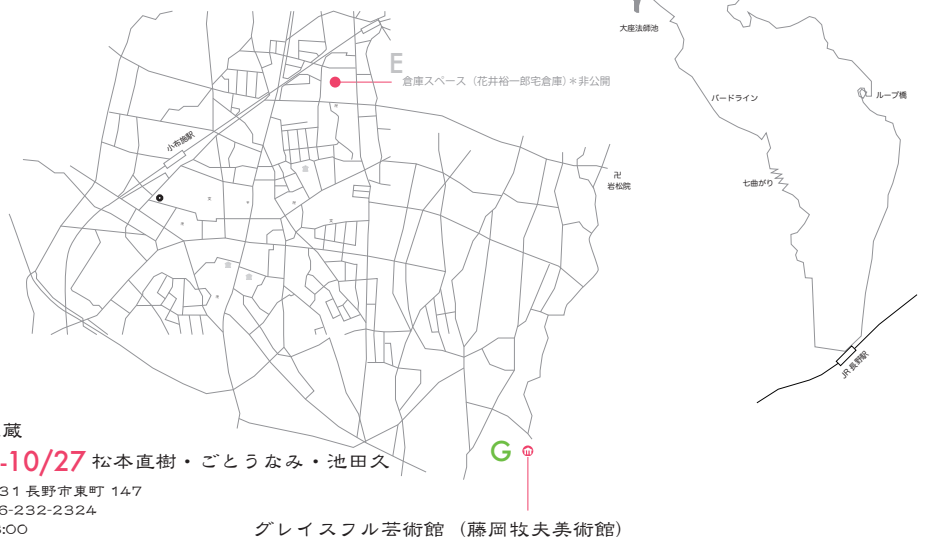 大座法師池
E
倉庫スペース（花井裕一郎宅倉庫）＊非公開
バードライン
ループ橋
小布施駅
卍
岩松院
七曲がり
JR 長野駅
蔵
-10/27 松本直樹・ごとうなみ・池田久
31 長野市東町 147
6-232-2324
:00
G
m
グレイスフル芸術館（藤岡牧夫美術館）